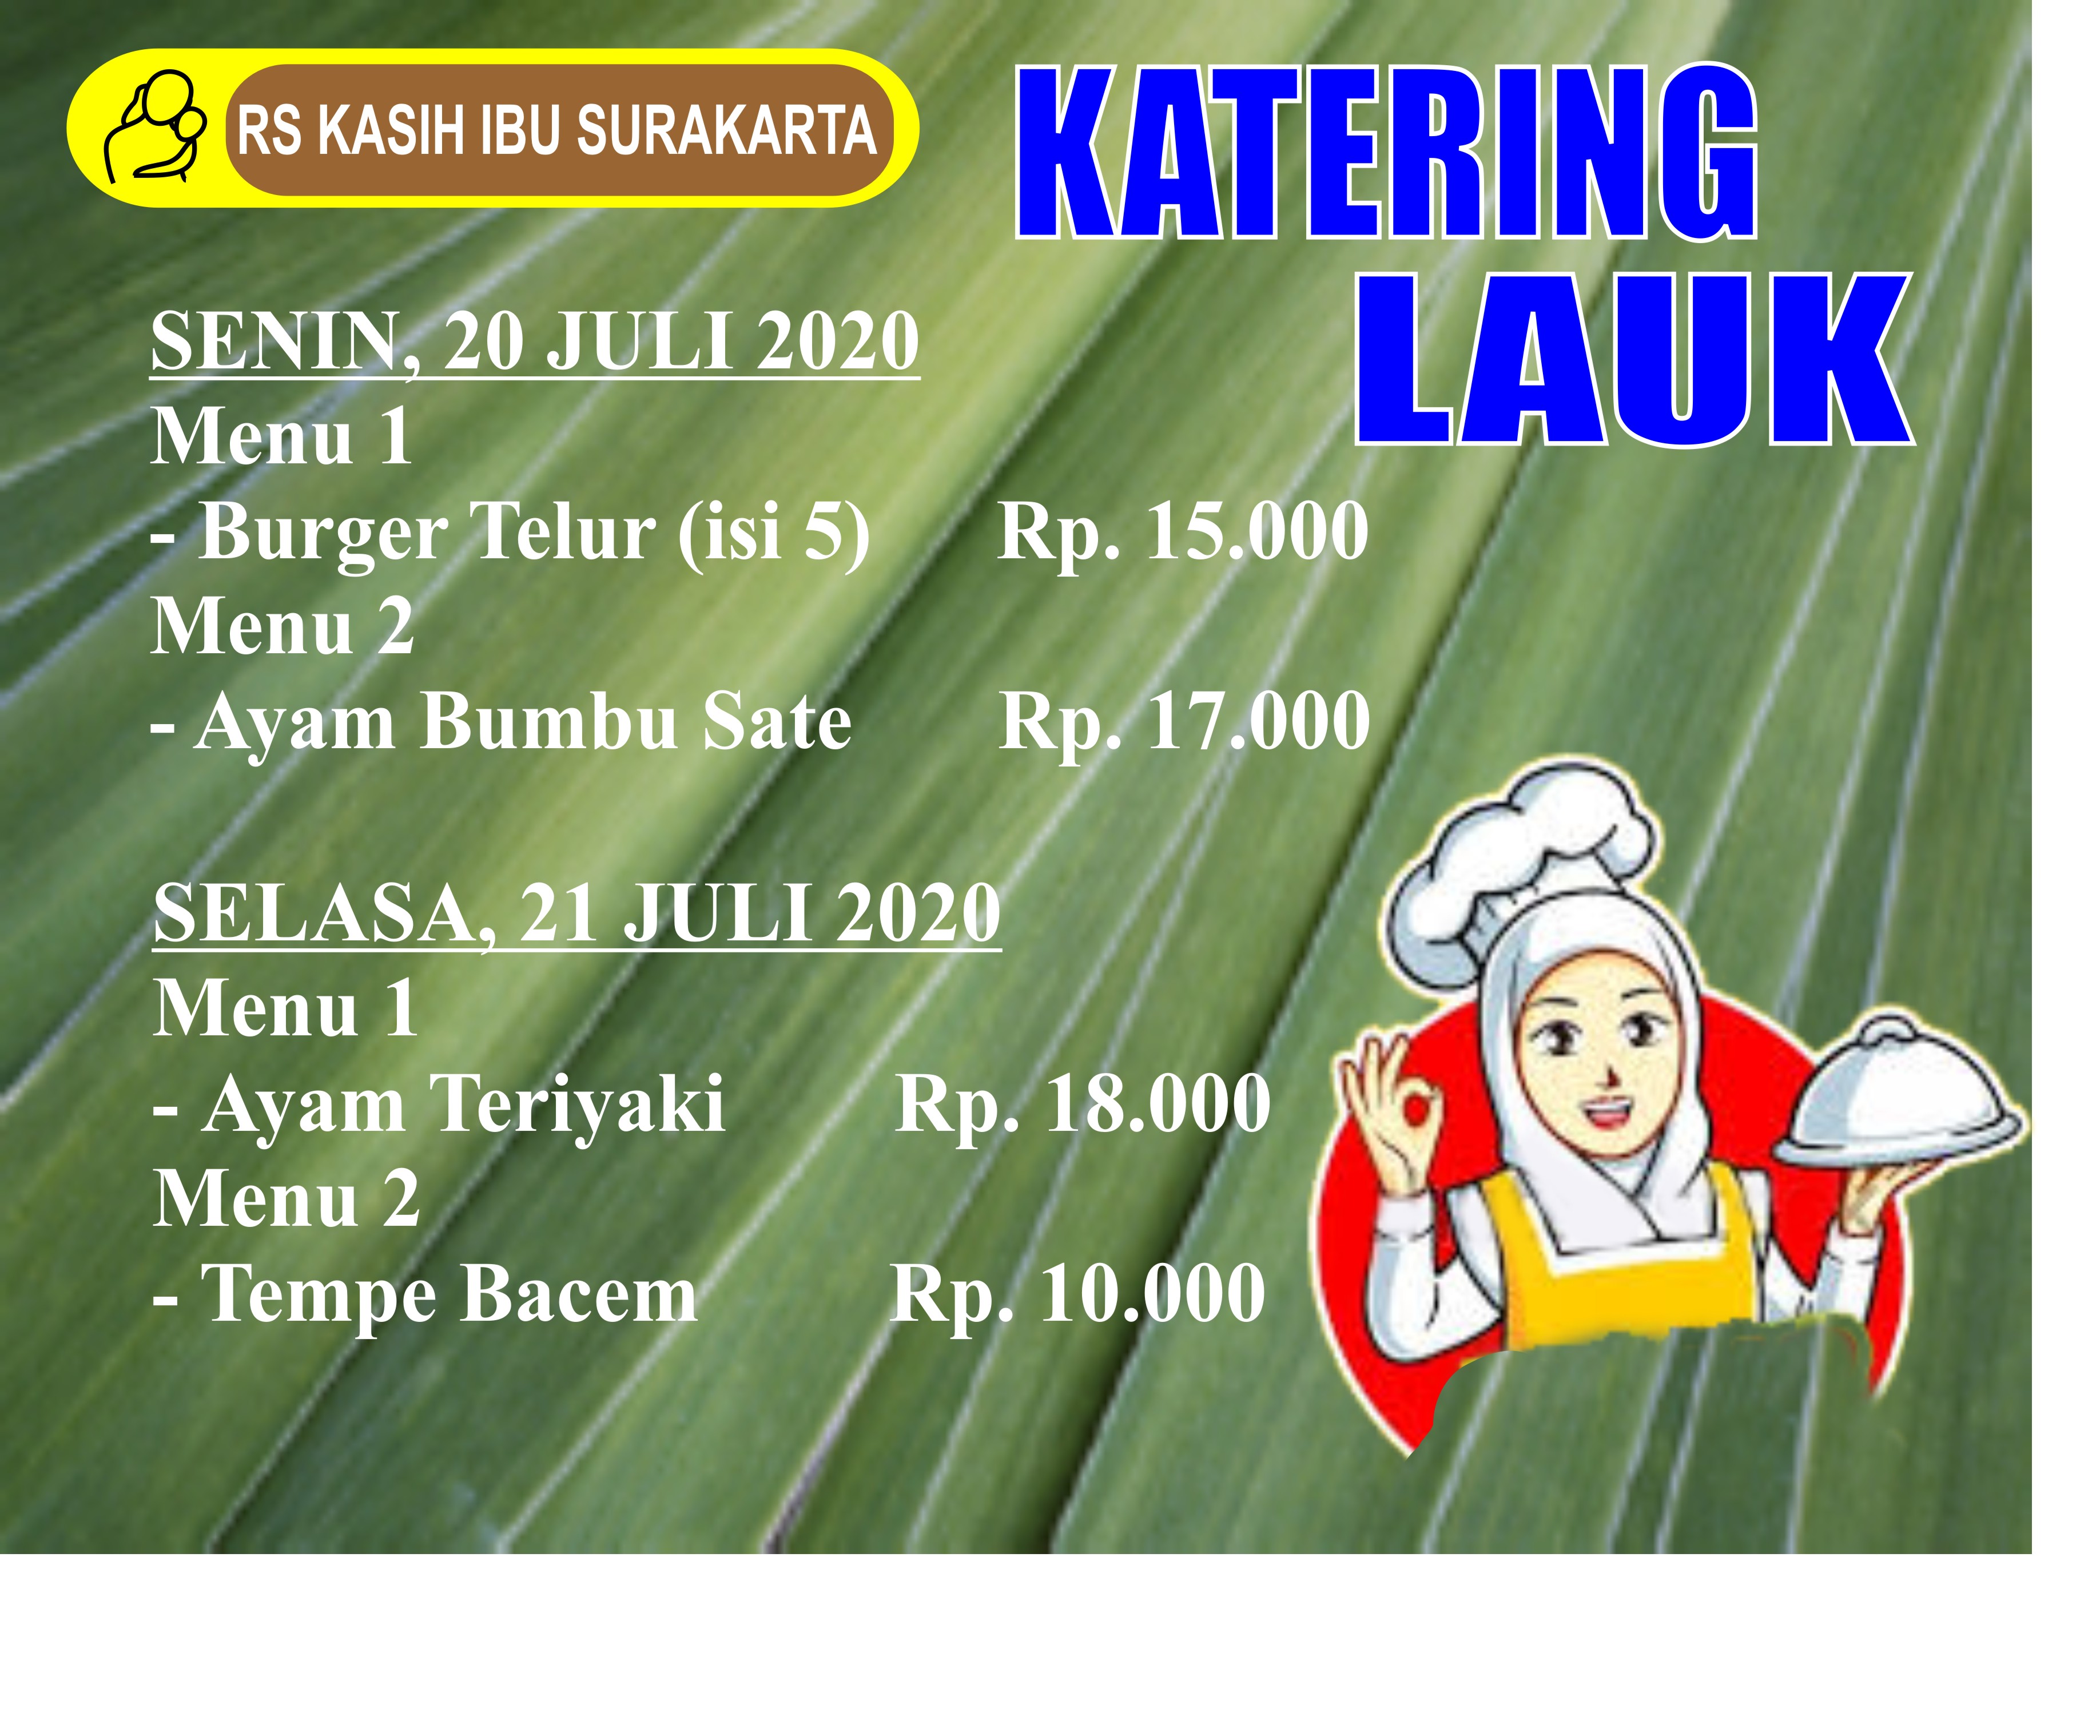 RS KASIH IBU SURAKARTA
KATERING
LAUK
SENIN, 20 JULI 2020
Menu 1
- Burger Telur (isi 5) Rp. 15.000
Menu 2
- Ayam Bumbu Sate Rp. 17.000
SELASA, 21 JULI 2020
Menu 1
- Ayam Teriyaki Rp. 18.000
Menu 2
- Tempe Bacem Rp. 10.000